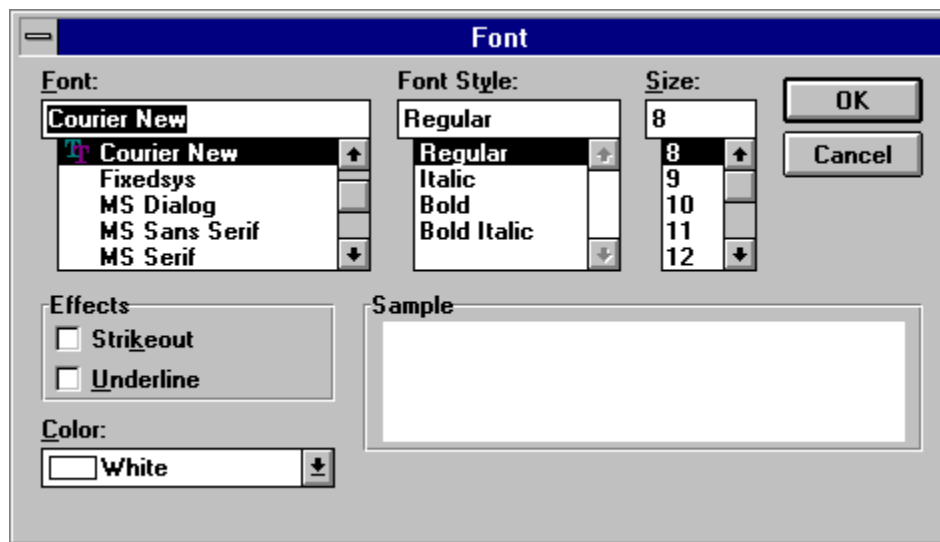 Font
Font: Font Style: Size:
Courier New Regular 8 OK
Courier New Regular 8 Cancel
Fixedsys Italic 9
MS Dialog Bold 10
MS Sans Serif Bold Italic 11
MS Serif 12
Effects Sample
Strikeout
Underline
Color:
White